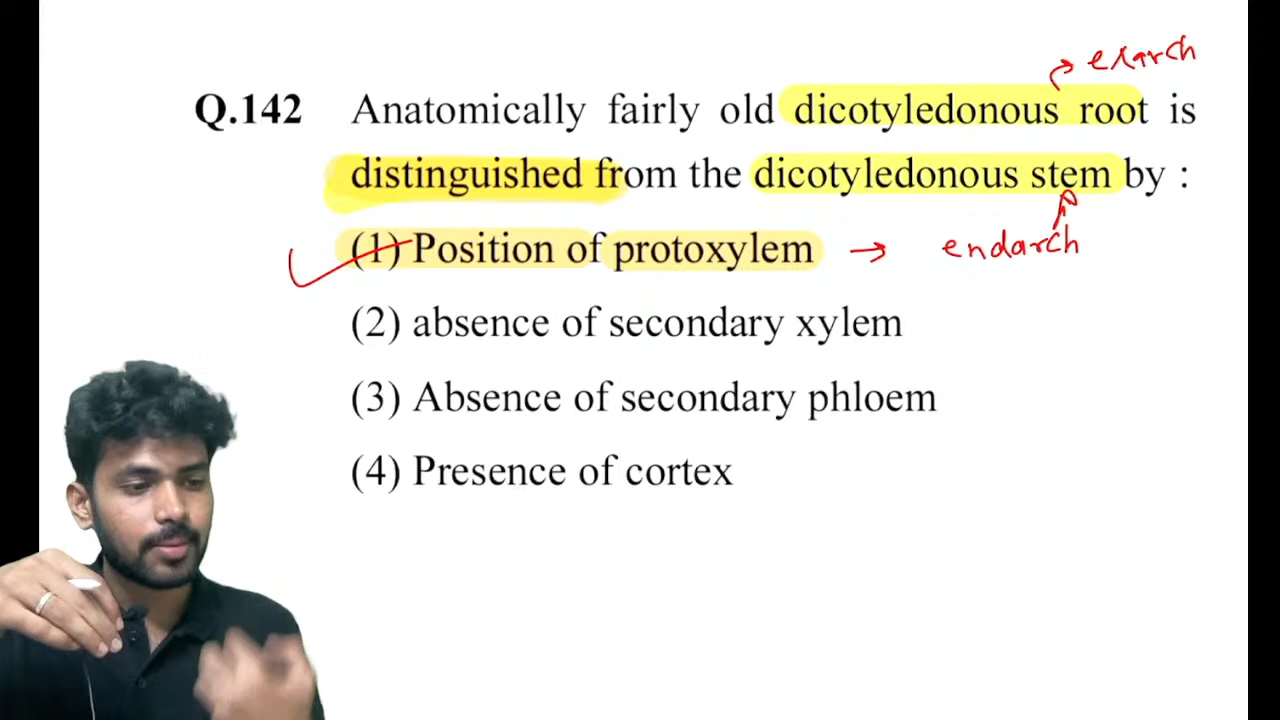 → exarch
Q.142 Anatomically fairly old dicotyledonous root is
distinguished from the dicotyledonous stem by :
(1) Position of protoxylem → endarch
(2) absence of secondary xylem
(3) Absence of secondary phloem
(4) Presence of cortex